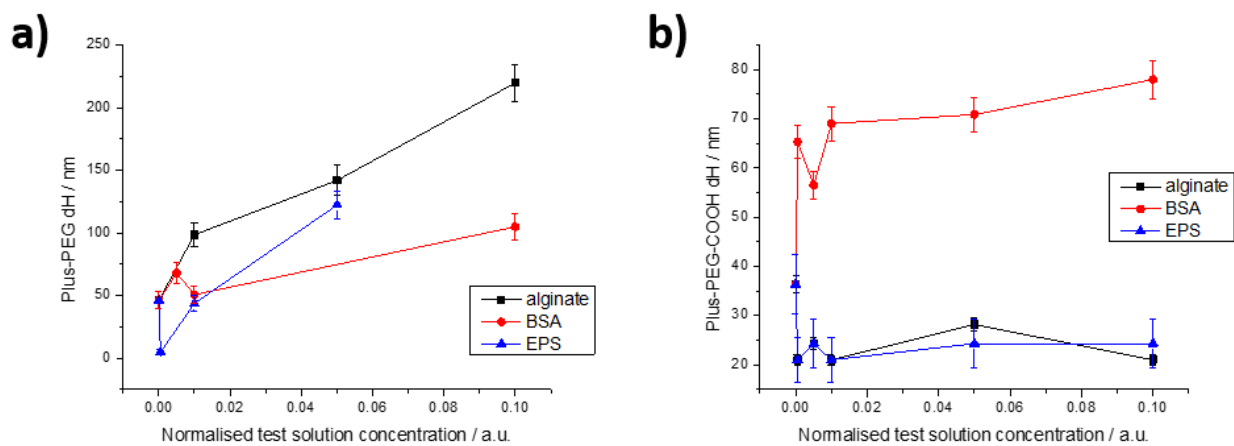 a)
250
200
150
100
50
0
Plus-PEG dH / nm
0.00 0.02 0.04 0.06 0.08 0.10
Normalised test solution concentration / a.u.
alginate
BSA
EPS
b)
80
70
60
50
40
30
20
Plus-PEG-COOH dH / nm
0.00 0.02 0.04 0.06 0.08 0.10
Normalised test solution concentration / a.u.
alginate
BSA
EPS